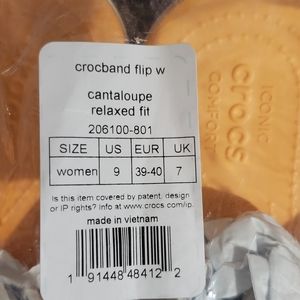 crocband flip w
cantaloupe
relaxed fit
206100-801
SIZE US EUR UK
women 9 39-40 7
Is this item covered by patent, design
or IP rights? Info at www.crocs.com/ip.
made in vietnam
1 91448 48412 2
ICONIC
crocs
COMFORT